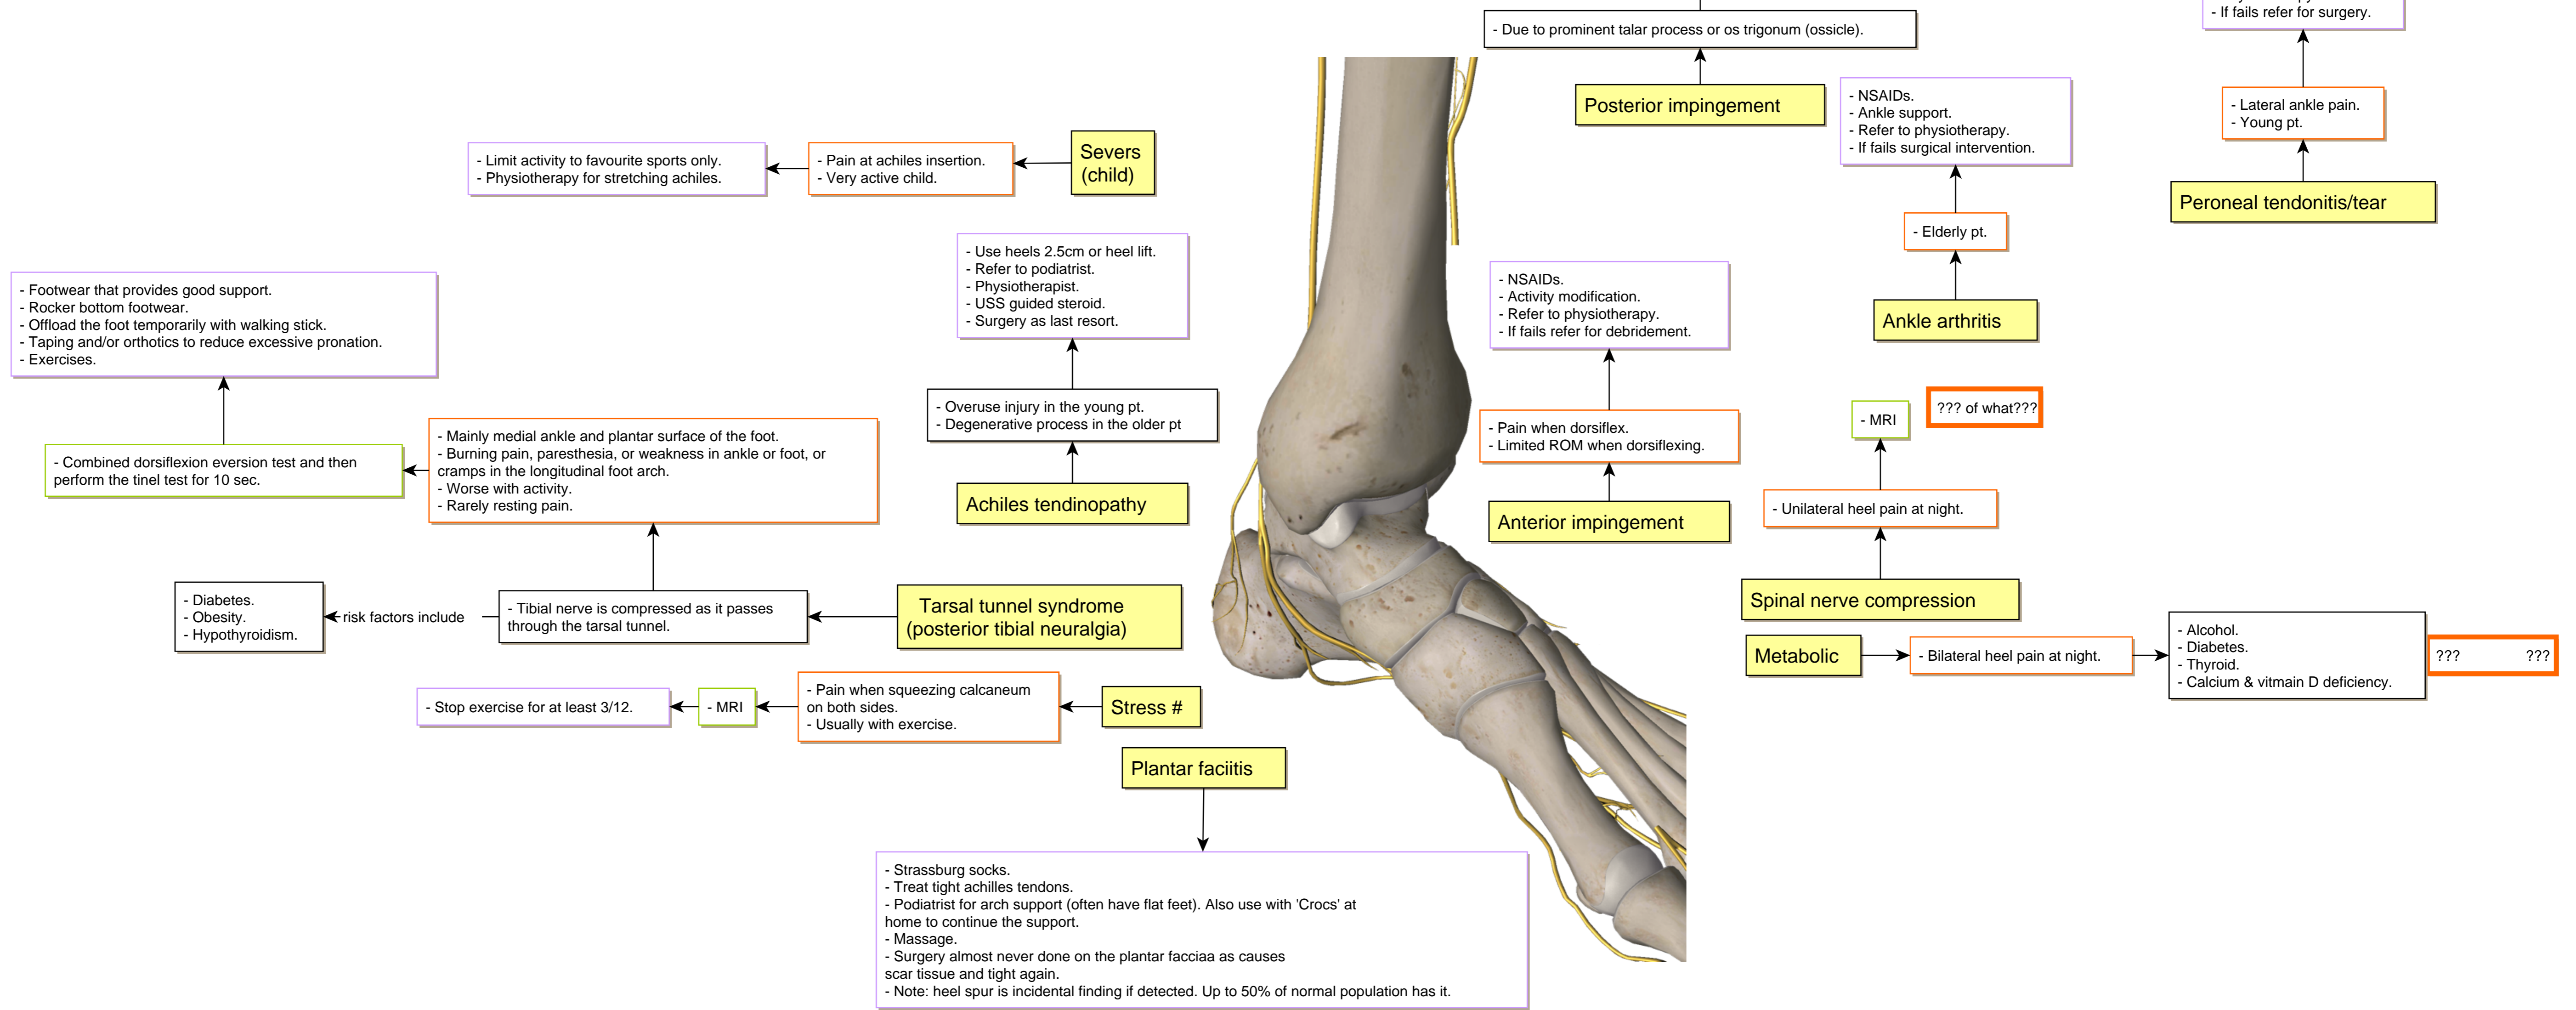 - If fails refer for surgery.
- Due to prominent talar process or os trigonum (ossicle).
Posterior impingement
- NSAIDs.
- Ankle support.
- Refer to physiotherapy.
- If fails surgical intervention.
- Lateral ankle pain.
- Young pt.
Peroneal tendonitis/tear
- Elderly pt.
Ankle arthritis
- Limit activity to favourite sports only.
- Physiotherapy for stretching achiles.
- Pain at achiles insertion.
- Very active child.
Severs
(child)
- Use heels 2.5cm or heel lift.
- Refer to podiatrist.
- Physiotherapist.
- USS guided steroid.
- Surgery as last resort.
- Overuse injury in the young pt.
- Degenerative process in the older pt
Achiles tendinopathy
- NSAIDs.
- Activity modification.
- Refer to physiotherapy.
- If fails refer for debridement.
- Pain when dorsiflex.
- Limited ROM when dorsiflexing.
Anterior impingement
- Footwear that provides good support.
- Rocker bottom footwear.
- Offload the foot temporarily with walking stick.
- Taping and/or orthotics to reduce excessive pronation.
- Exercises.
- Combined dorsiflexion eversion test and then
perform the tinel test for 10 sec.
- Mainly medial ankle and plantar surface of the foot.
- Burning pain, paresthesia, or weakness in ankle or foot, or
cramps in the longitudinal foot arch.
- Worse with activity.
- Rarely resting pain.
- Diabetes.
- Obesity.
- Hypothyroidism.
risk factors include
- Tibial nerve is compressed as it passes
through the tarsal tunnel.
Tarsal tunnel syndrome
(posterior tibial neuralgia)
- MRI
??? of what???
- Unilateral heel pain at night.
Spinal nerve compression
Metabolic
- Bilateral heel pain at night.
- Alcohol.
- Diabetes.
- Thyroid.
- Calcium & vitmain D deficiency.
??? ???
- Stop exercise for at least 3/12.
- MRI
- Pain when squeezing calcaneum
on both sides.
- Usually with exercise.
Stress #
Plantar faciitis
- Strassburg socks.
- Treat tight achilles tendons.
- Podiatrist for arch support (often have flat feet). Also use with 'Crocs' at
home to continue the support.
- Massage.
- Surgery almost never done on the plantar facciaa as causes
scar tissue and tight again.
- Note: heel spur is incidental finding if detected. Up to 50% of normal population has it.